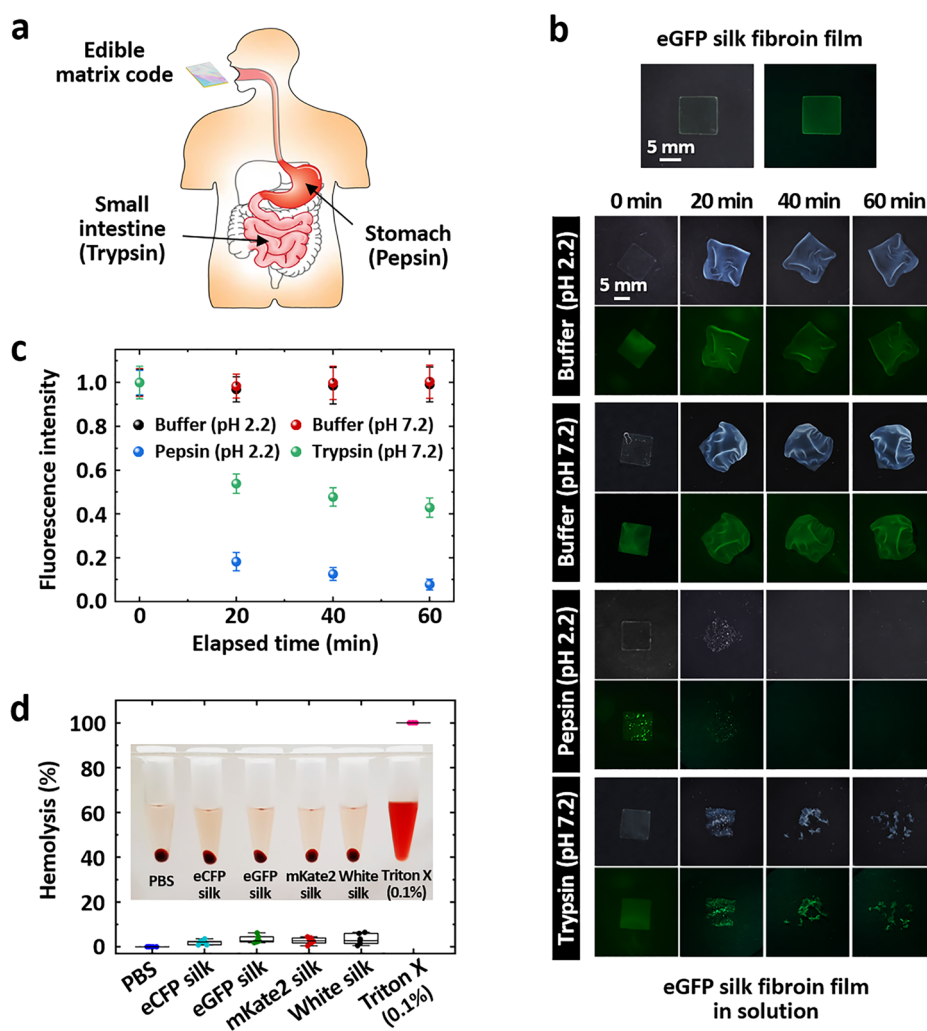 a
Edible
matrix code
Small
intestine
(Trypsin)
Stomach
(Pepsin)
b
eGFP silk fibroin film
5 mm
0 min 20 min 40 min 60 min
5 mm
Buffer (pH 2.2)
Buffer (pH 7.2)
Pepsin (pH 2.2)
Trypsin (pH 7.2)
eGFP silk fibroin film
in solution
c
Fluorescence intensity
1.0
0.8
0.6
0.4
0.2
0.0
Buffer (pH 2.2) Buffer (pH 7.2)
Pepsin (pH 2.2) Trypsin (pH 7.2)
0 20 40 60
Elapsed time (min)
d
Hemolysis (%)
100
80
60
40
20
0
PBS
eCFP
silk
eGFP
silk
mKate2
silk
White
silk
Triton X
(0.1%)
PBS
eCFP silk
eGFP silk
mKate2 silk
White silk
Triton X
(0.1%)